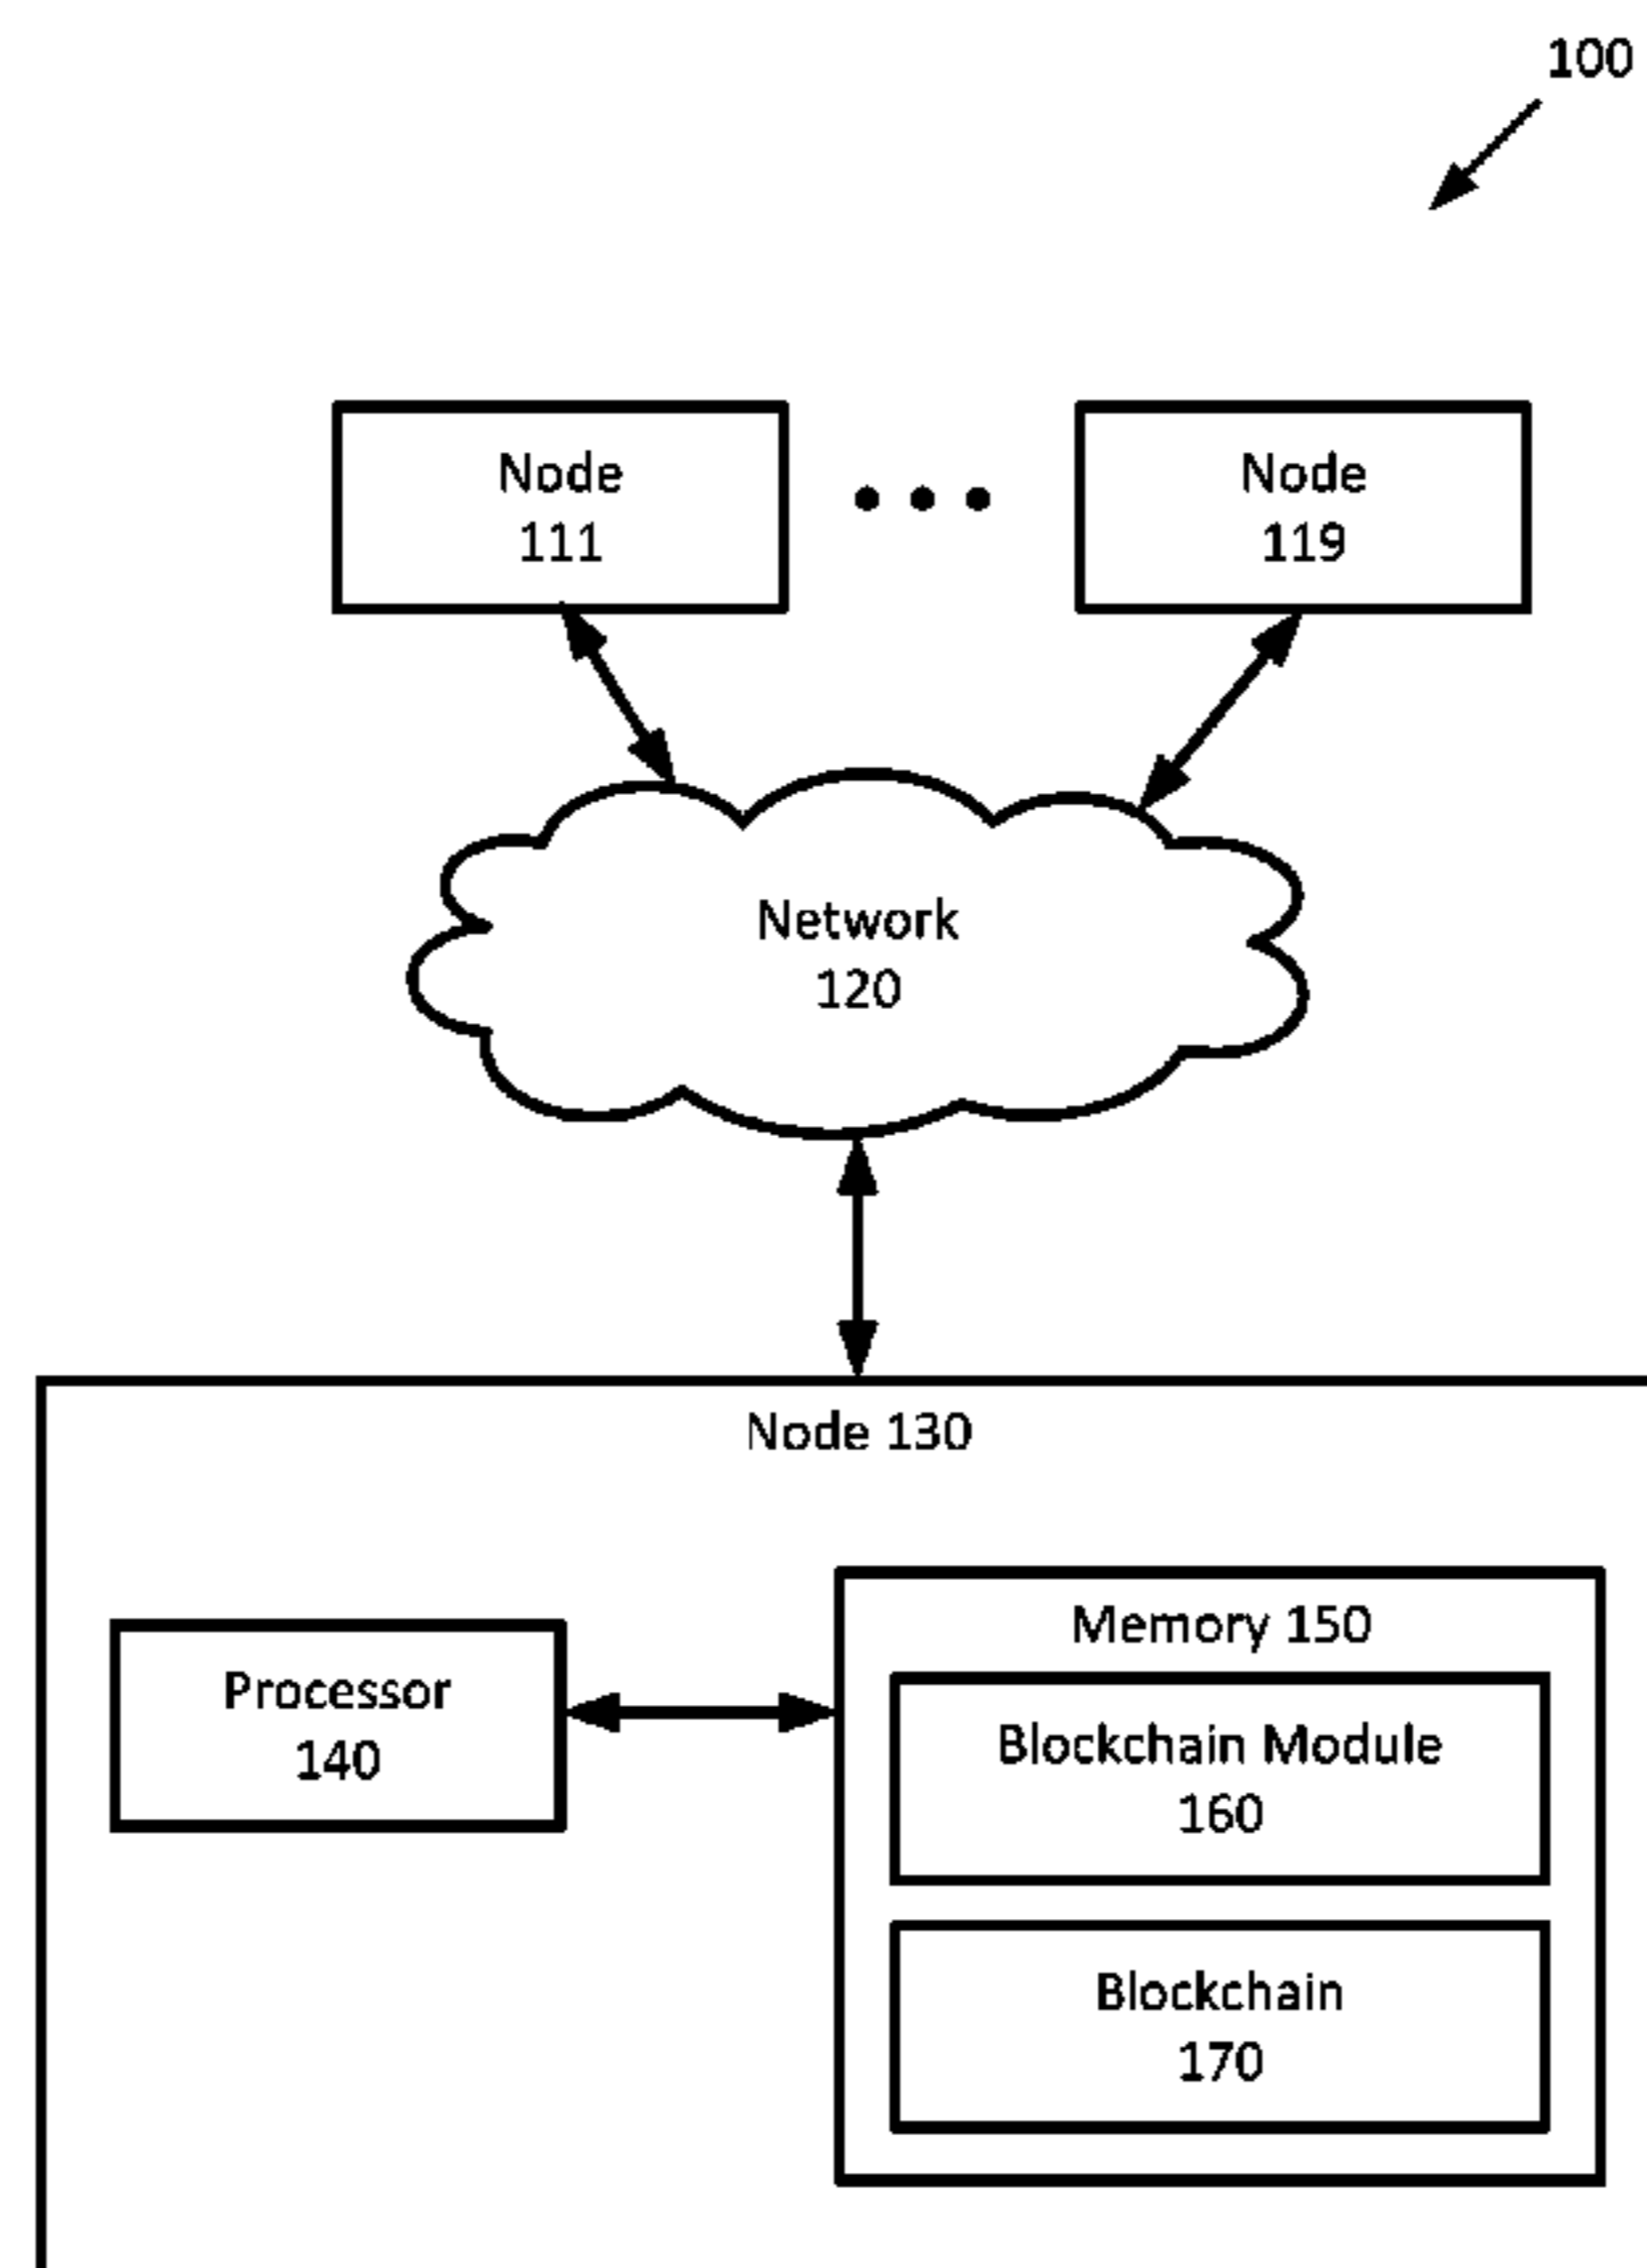 100
Node
111
Node
119
Network
120
Node 130
Processor
140
Memory 150
Blockchain Module
160
Blockchain
170